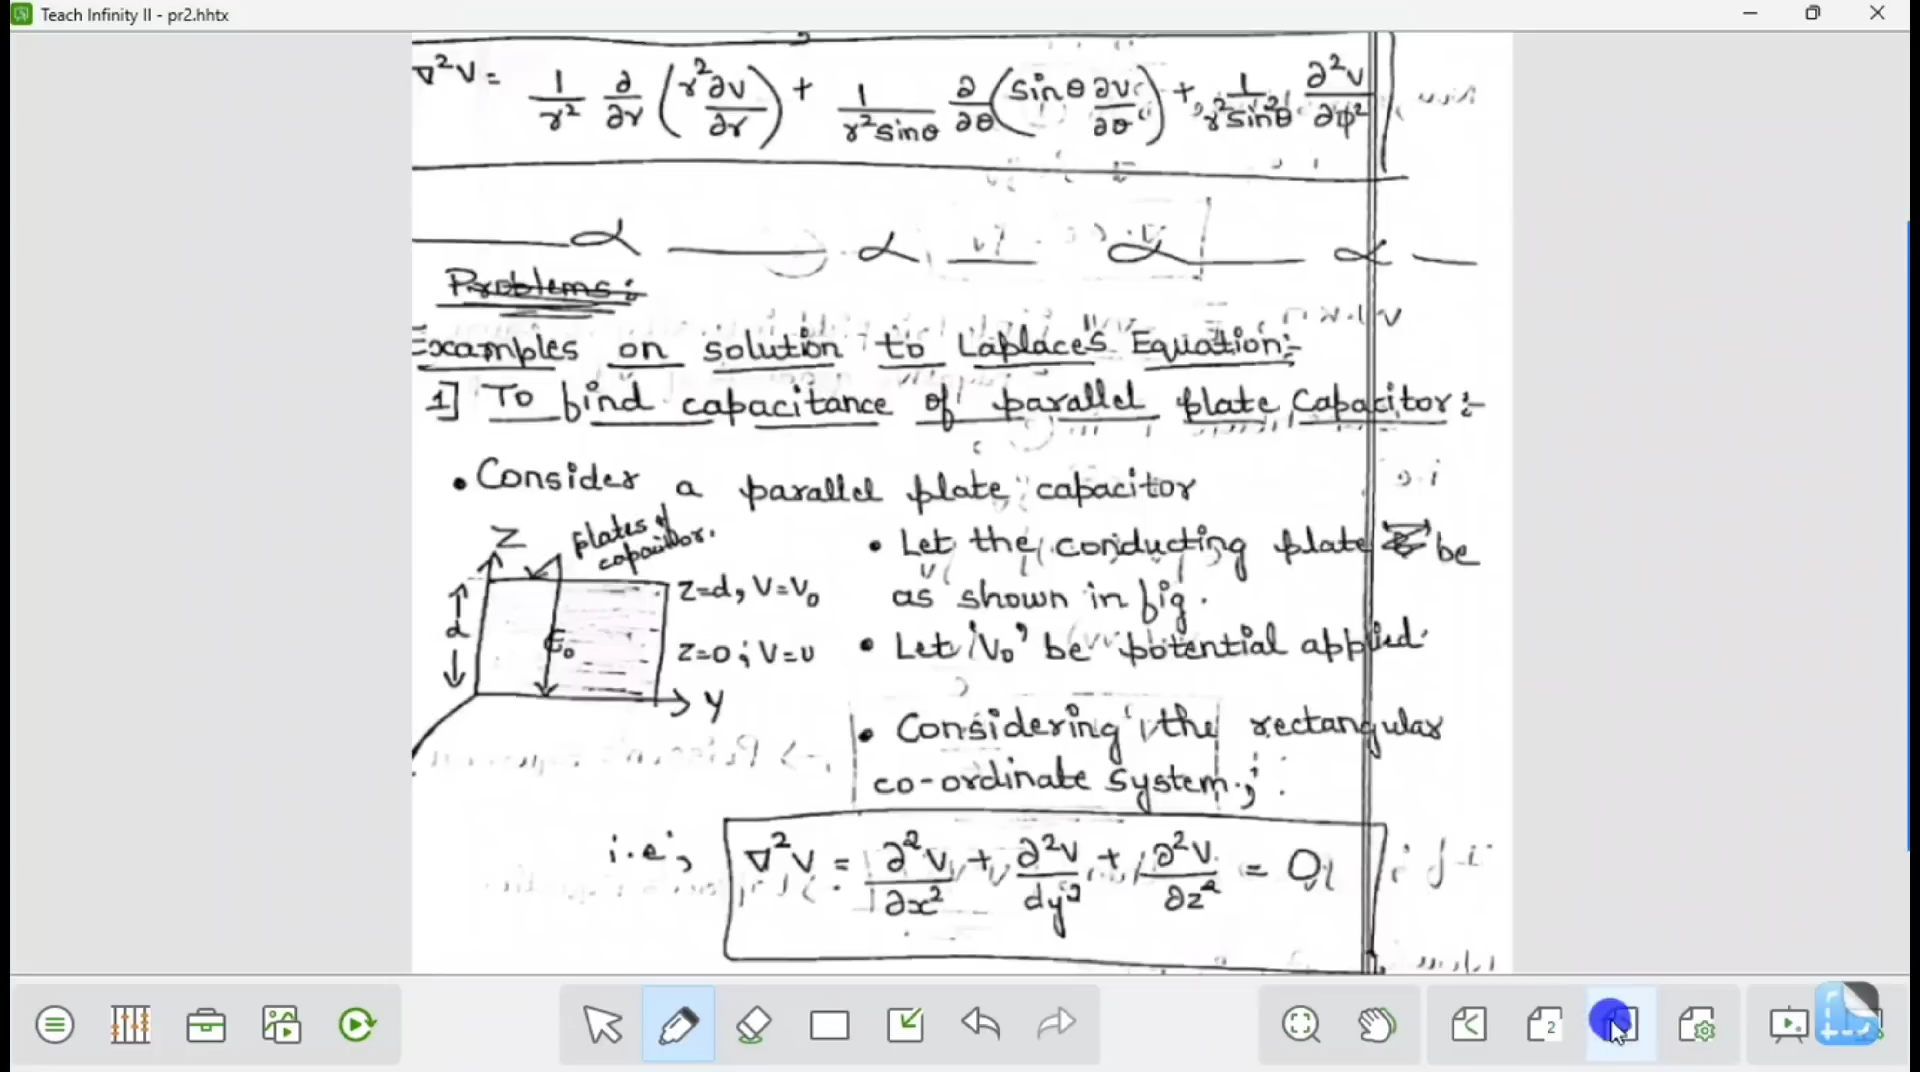 Teach Infinity II - pr2.hhtx
∇²V = 1/r² ∂/∂r (r² ∂V/∂r) + 1/(r² sinθ) ∂/∂θ (sinθ ∂V/∂θ) + 1/(r² sin²θ) ∂²V/∂ϕ²
Problems:
Examples on solution to Laplace's Equation:-
1] To find capacitance of parallel plate Capacitor:-
• Consider a parallel plate capacitor
Z
plates of
capacitor.
• Let the conducting plate be
as shown in fig.
Z=d, V=V₀
d
ε₀
Z=0; V=0
• Let 'V₀' be potential applied
Y
• Considering the rectangular
co-ordinate system;
i.e; ∇²V = ∂²V/∂x² + ∂²V/dy² + ∂²V/∂z² = 0
2